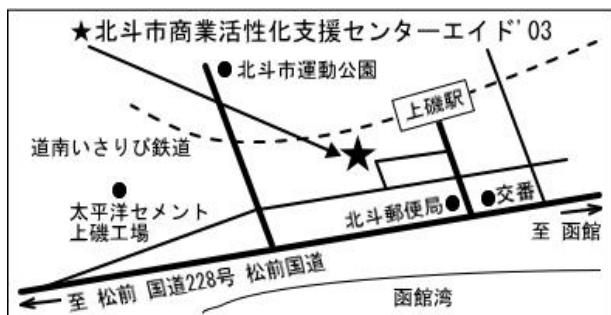 ★北斗市商業活性化支援センターエイド'03
北斗市運動公園
上磯駅
道南いさりび鉄道
太平洋セメント
上磯工場
北斗郵便局
交番
至 函館
至 松前 国道228号 松前国道
函館湾